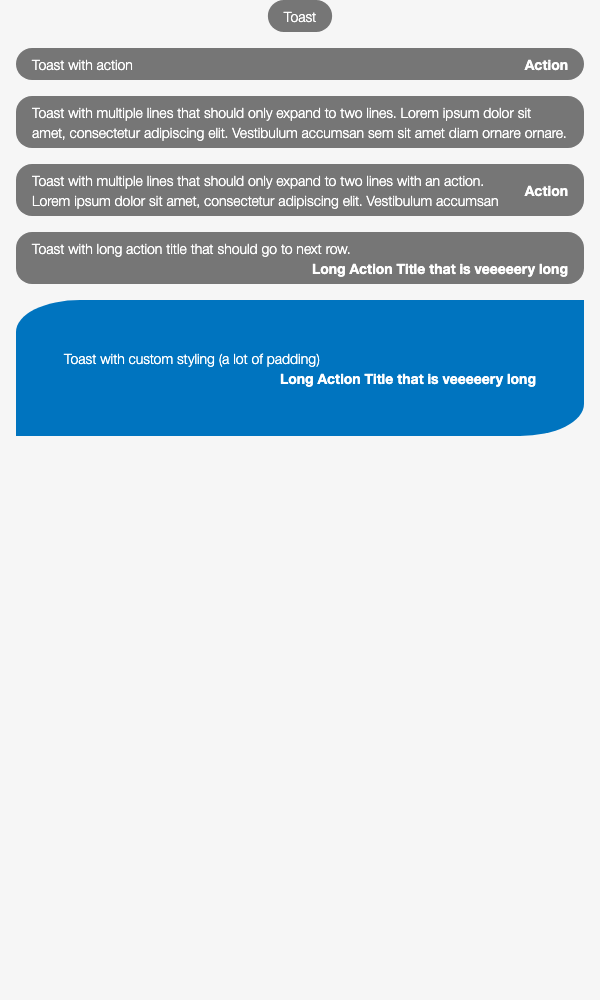 Toast
Toast with action
Action
Toast with multiple lines that should only expand to two lines. Lorem ipsum dolor sit
amet, consectetur adipiscing elit. Vestibulum accumsan sem sit amet diam ornare ornare.
Toast with multiple lines that should only expand to two lines with an action.
Lorem ipsum dolor sit amet, consectetur adipiscing elit. Vestibulum accumsan
Action
Toast with long action title that should go to next row.
Long Action Title that is veeeeery long
Toast with custom styling (a lot of padding)
Long Action Title that is veeeeery long